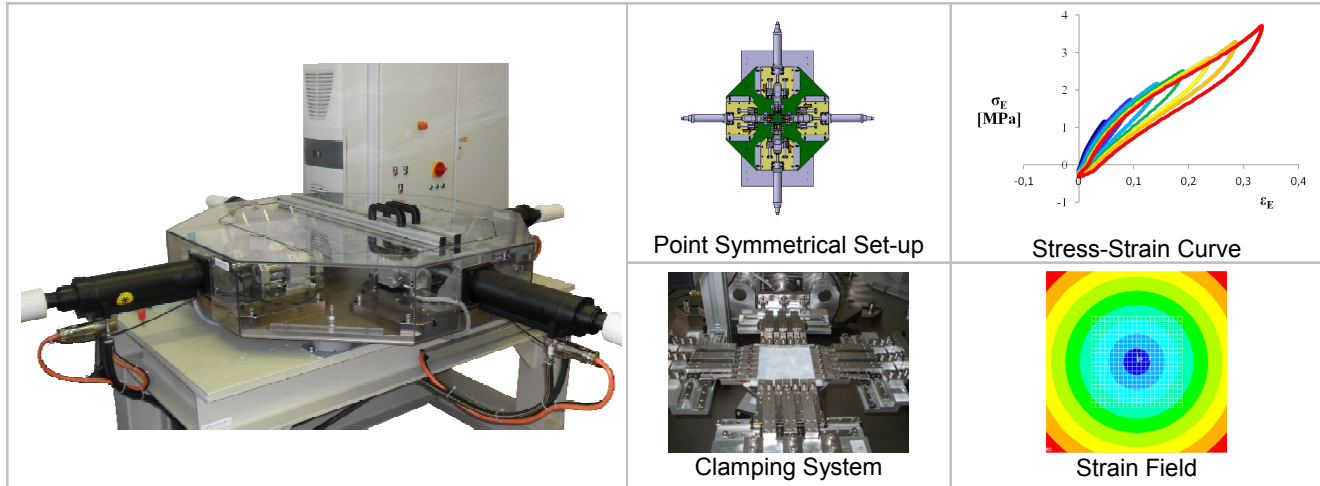 Point Symmetrical Set-up
4
3
2
1
0
-1
σE
[MPa]
-0,1
0
0,1
0,2
0,3
0,4
εE
Stress-Strain Curve
Clamping System
Strain Field